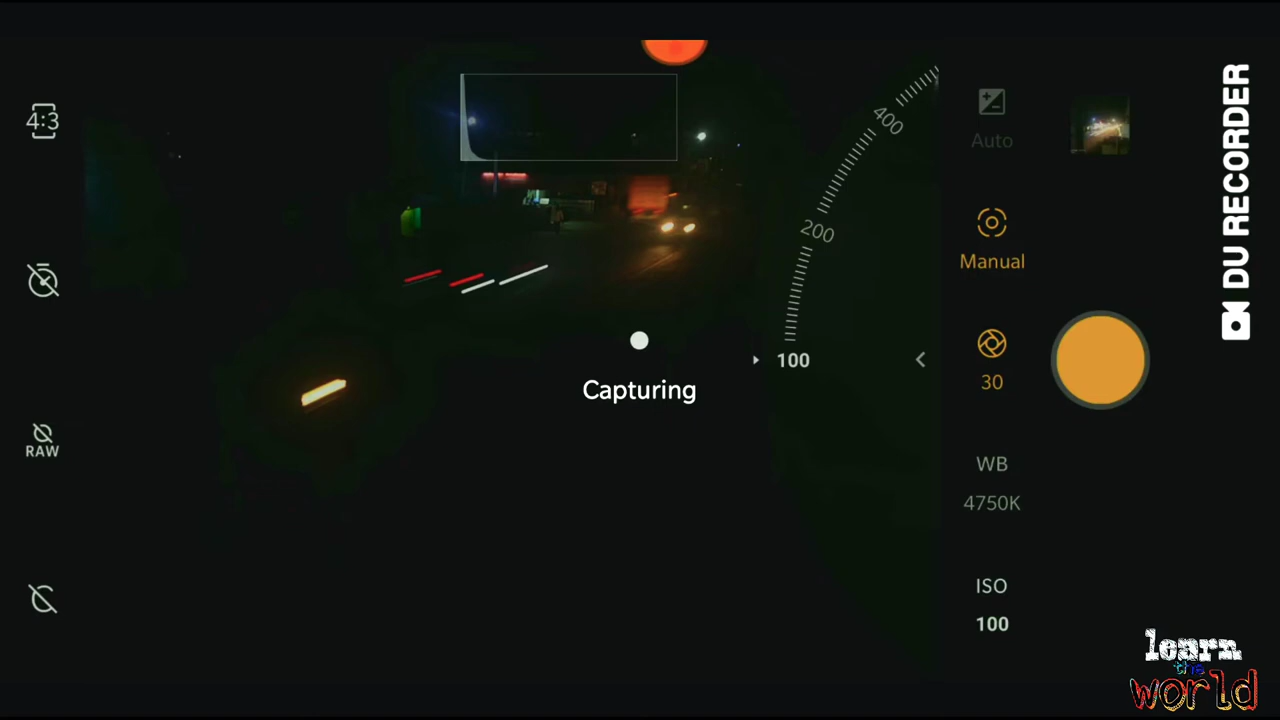 4:3
RAW
400
200
100
Capturing
Auto
Manual
30
WB
4750K
ISO
100
DU RECORDER
learn
the
world